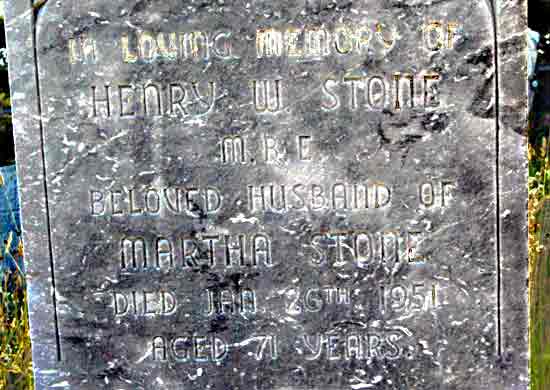 IN LOVING MEMORY OF
HENRY W STONE
M.B.E
BELOVED HUSBAND OF
MARTHA STONE
DIED JAN. 26TH 1951
AGED 71 YEARS.